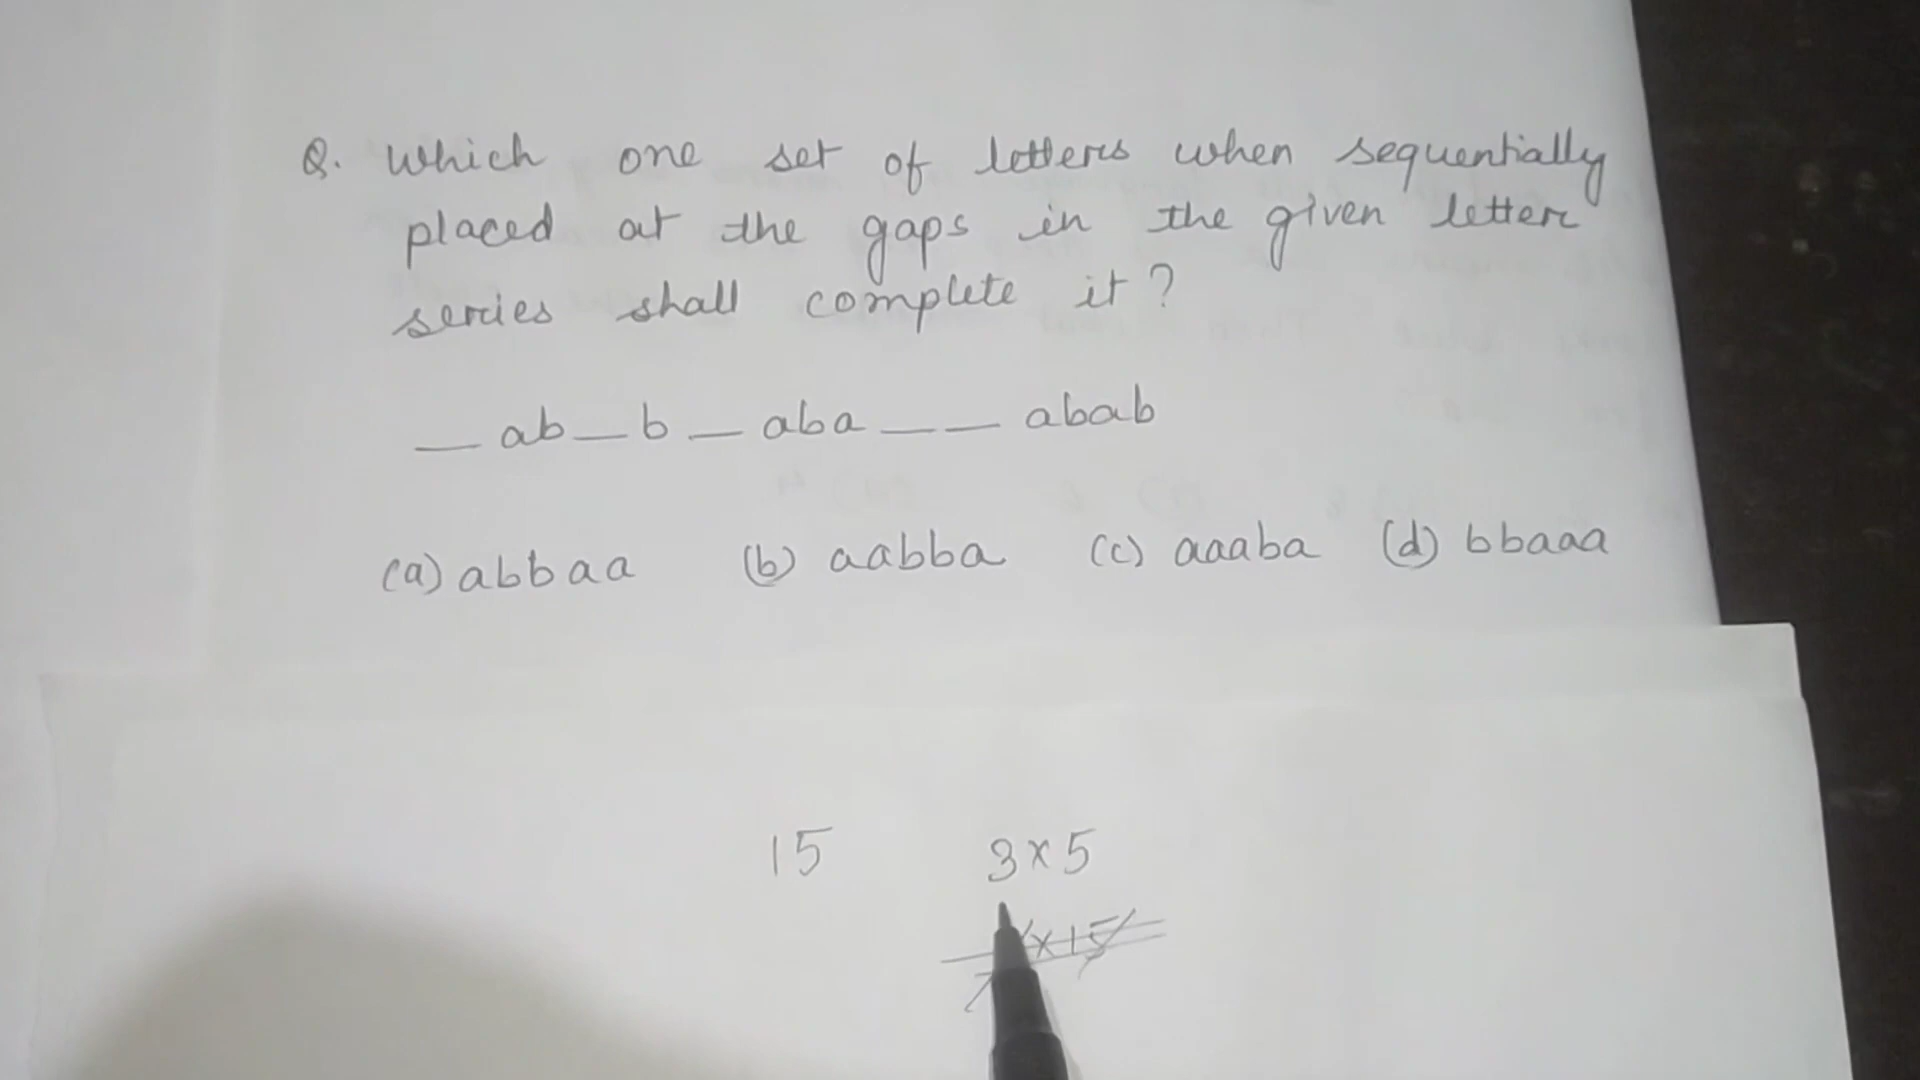 Q. Which one set of letters when sequentially
placed at the gaps in the given letter
series shall complete it?
_ ab _ b _ aba _ _ abab
(a) abbaa (b) aabba (c) aaaba (d) bbaaa
15 3×5